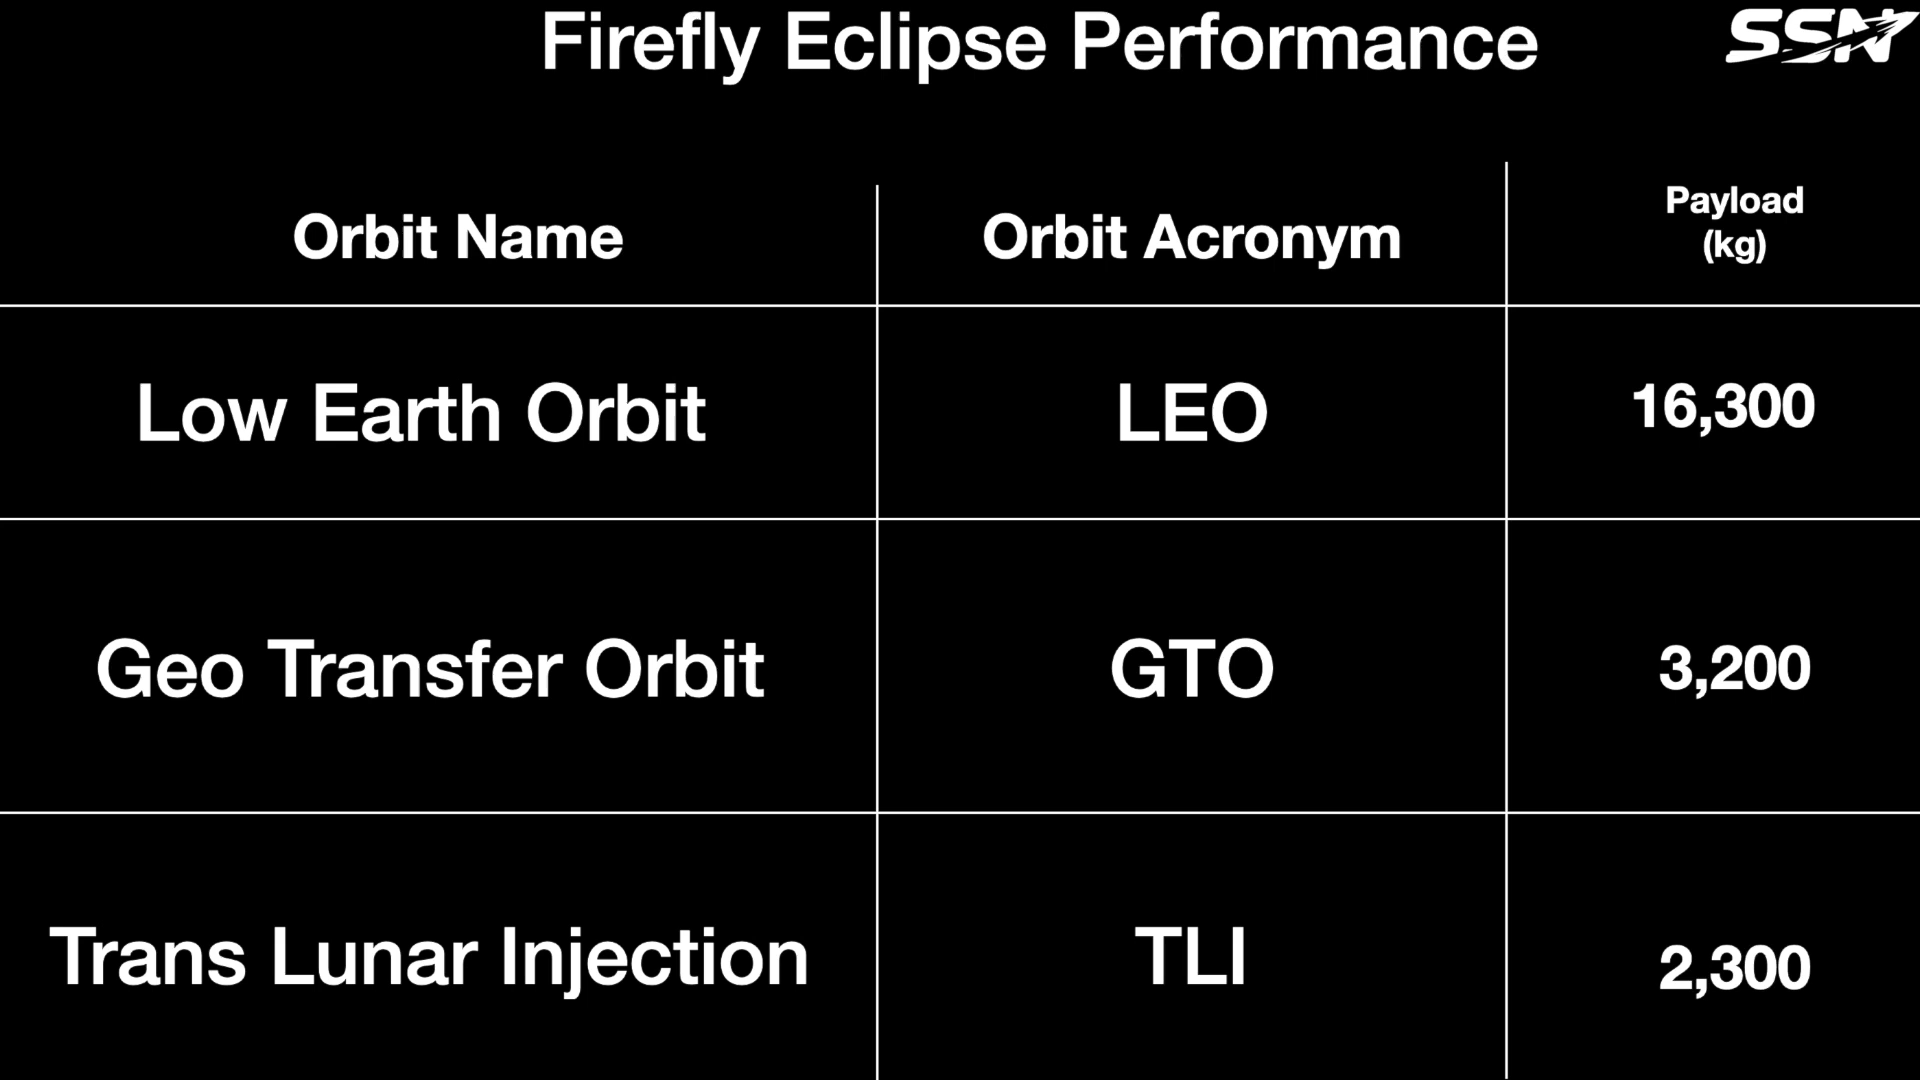 Firefly Eclipse Performance
SSN
Orbit Name
Orbit Acronym
Payload
(kg)
Low Earth Orbit
LEO
16,300
Geo Transfer Orbit
GTO
3,200
Trans Lunar Injection
TLI
2,300